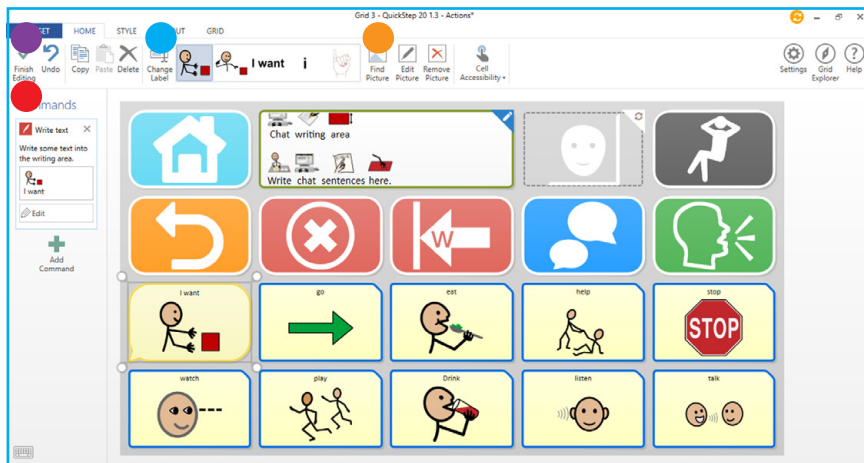 Grid 3 - QuickStep 20 1.3 - Actions*
HOME
STYLE
GRID
Finish Editing
Undo
Copy
Paste
Delete
Change Label
I want
i
Find Picture
Edit Picture
Remove Picture
Cell Accessibility
Settings
Grid Explorer
Help
Write text
Write some text into
the writing area.
I want
Edit
Add
Command
Chat writing area
Write chat sentences here.
W
I want
go
eat
help
stop
STOP
watch
play
Drink
listen
talk